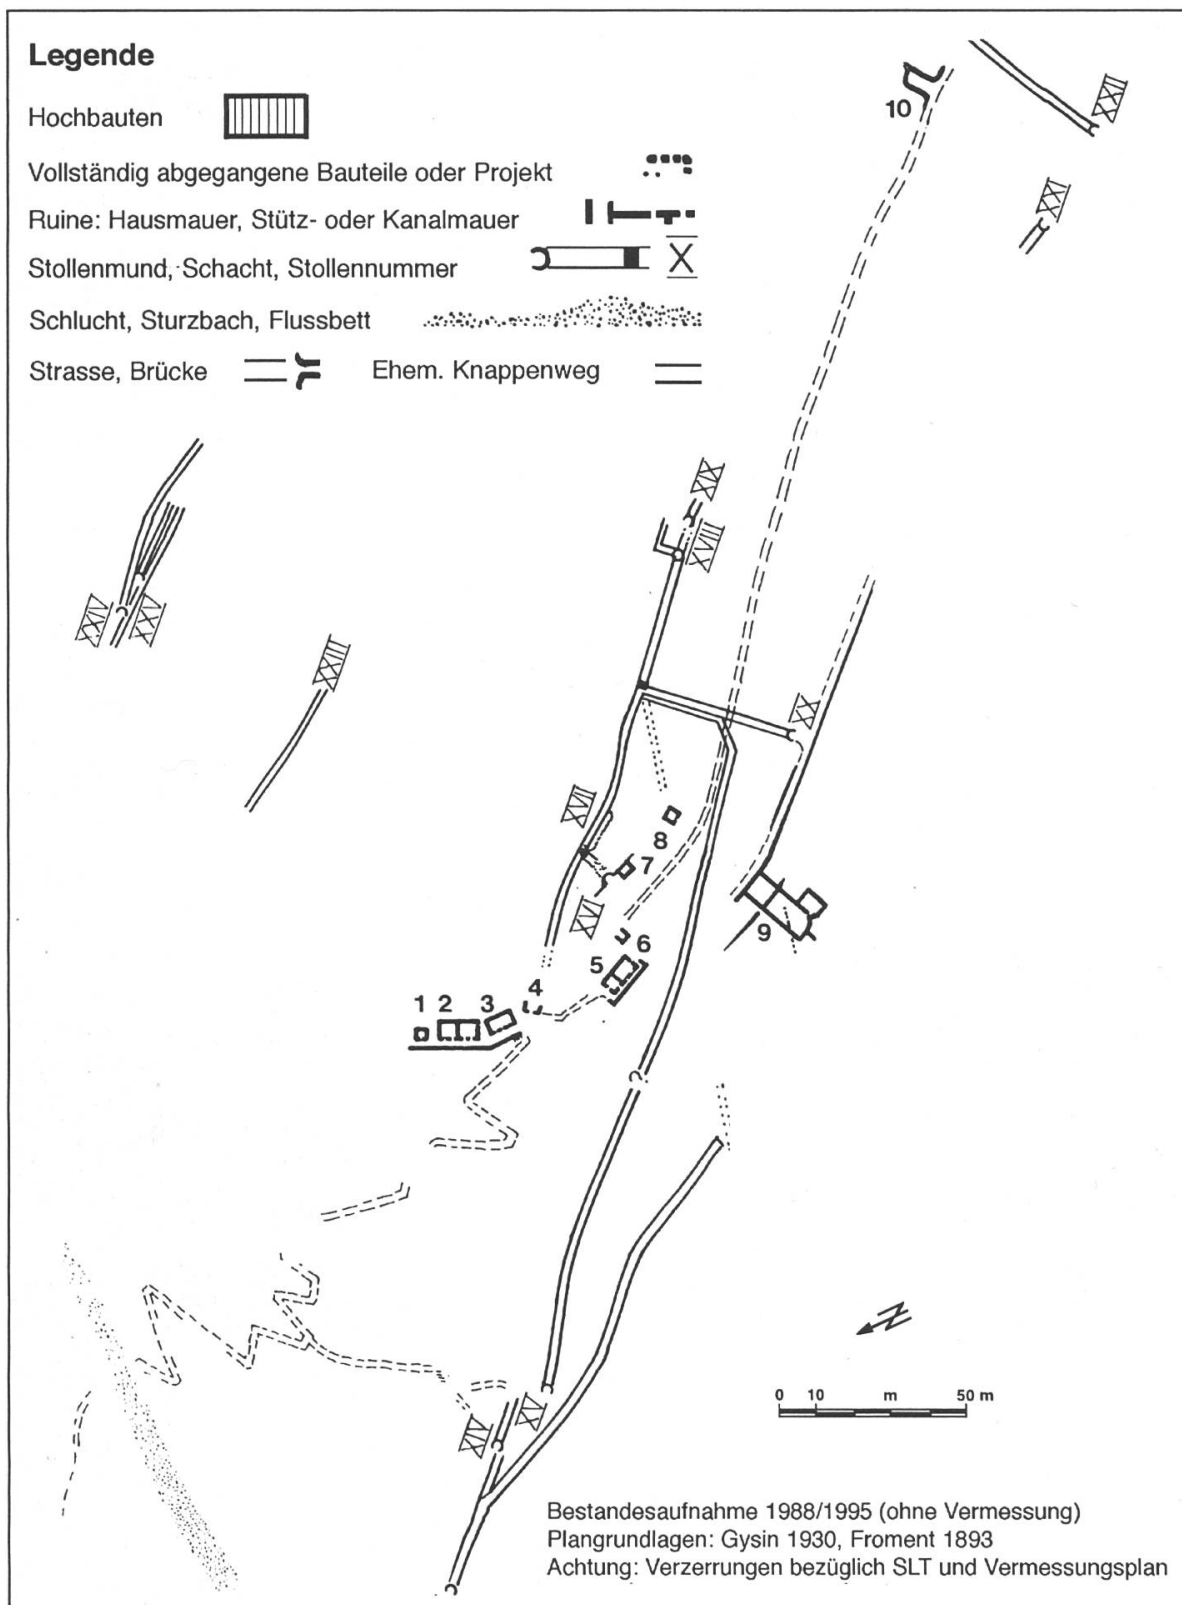 Legende
Hochbauten
Vollständig abgegangene Bauteile oder Projekt
Ruine: Hausmauer, Stütz- oder Kanalmauer
Stollenmund, Schacht, Stollennummer X
Schlucht, Sturzbach, Flussbett
Strasse, Brücke Ehem. Knappenweg
10
XXII
XXI
XIX
XVIII
XXIV
XXV
XXIII
XX
XVII
8
7
XVI
9
6
5
4
1 2 3
N
0 10 m 50 m
XIV
XV
Bestandesaufnahme 1988/1995 (ohne Vermessung)
Plangrundlagen: Gysin 1930, Froment 1893
Achtung: Verzerrungen bezüglich SLT und Vermessungsplan